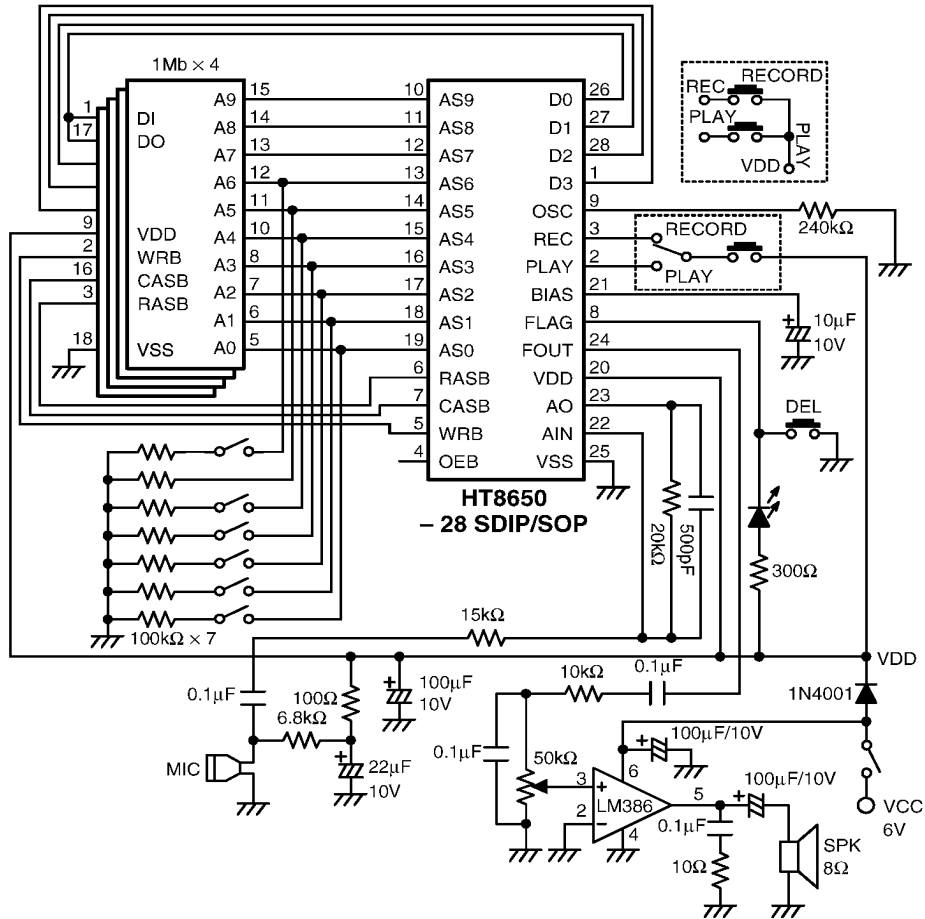 1Mb × 4
1
17
9
2
16
3
18
DI
DO
VDD
WRB
CASB
RASB
VSS
A9
A8
A7
A6
A5
A4
A3
A2
A1
A0
15
14
13
12
11
10
8
7
6
5
10
11
12
13
14
15
16
17
18
19
6
7
5
4
AS9
AS8
AS7
AS6
AS5
AS4
AS3
AS2
AS1
AS0
RASB
CASB
WRB
OEB
D0
D1
D2
D3
OSC
REC
PLAY
BIAS
FLAG
FOUT
VDD
AO
AIN
VSS
26
27
28
1
9
3
2
21
8
24
20
23
22
25
HT8650
– 28 SDIP/SOP
REC
RECORD
PLAY
PLAY
VDD
240kΩ
RECORD
PLAY
+
10μF
10V
DEL
20kΩ
500pF
300Ω
100kΩ × 7
15kΩ
VDD
0.1μF
100Ω
+
100μF
10V
6.8kΩ
MIC
+
22μF
10V
10kΩ
0.1μF
1N4001
0.1μF
50kΩ
+
100μF/10V
3
+
6
LM386
2
–
4
5
+
100μF/10V
0.1μF
10Ω
SPK
8Ω
VCC
6V